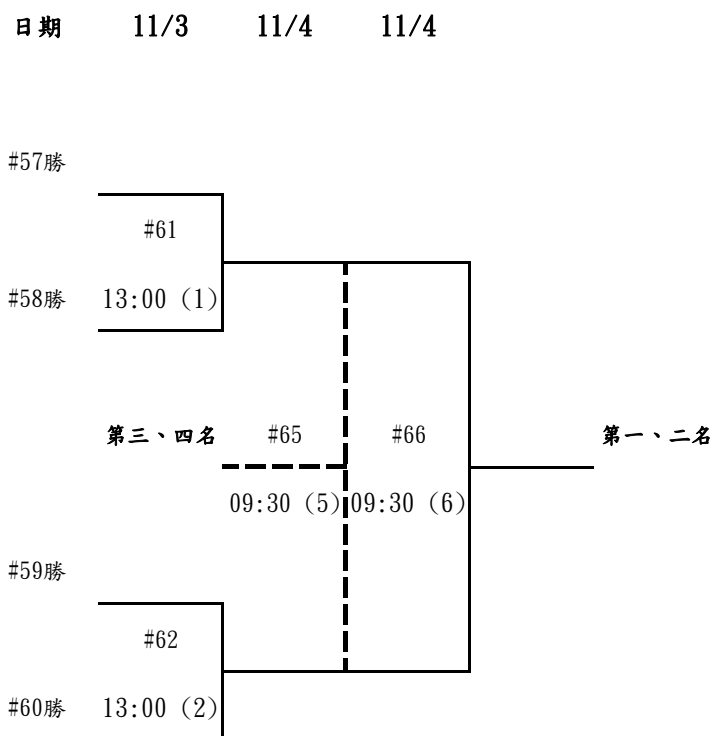 日期 11/3 11/4 11/4
#57勝
#61
#58勝 13:00 (1)
第三、四名 #65 #66 第一、二名
09:30 (5) 09:30 (6)
#59勝
#62
#60勝 13:00 (2)